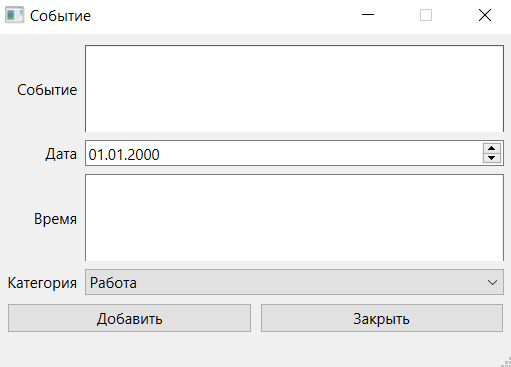 Событие
Событие
Дата 01.01.2000
Время
Категория Работа
Добавить Закрыть